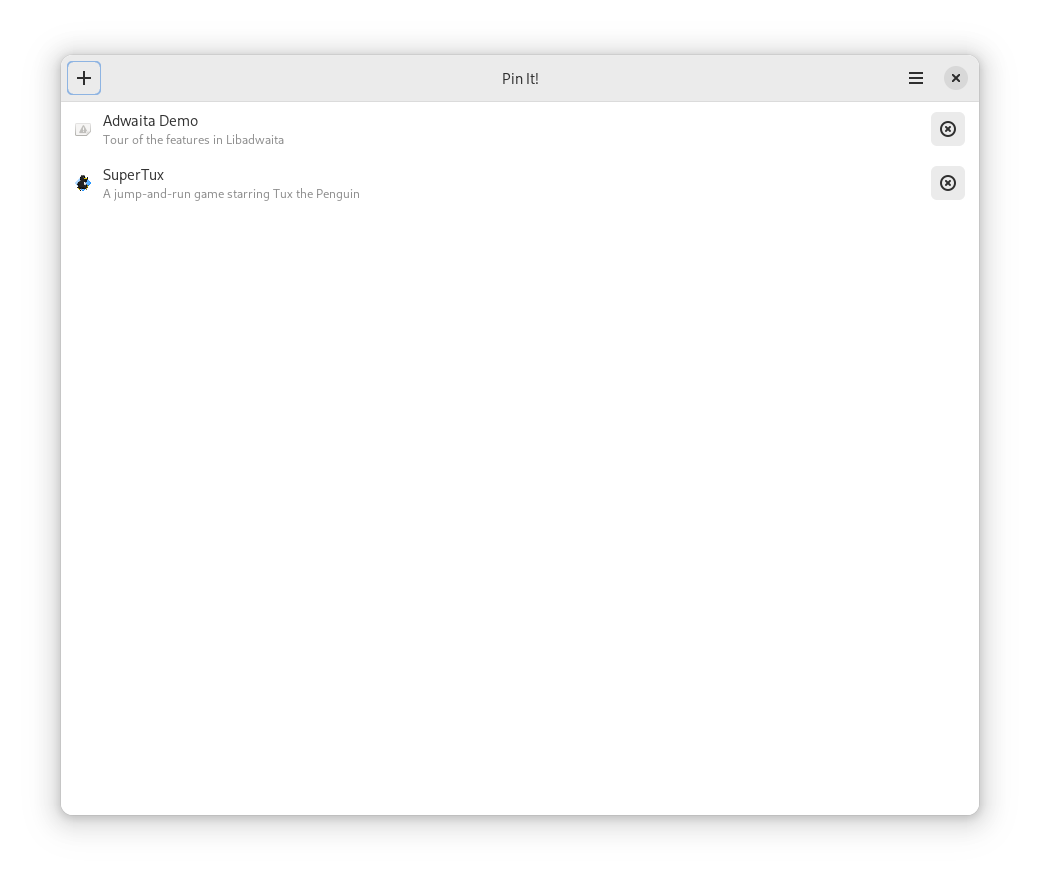 Pin It!
Adwaita Demo
Tour of the features in Libadwaita
SuperTux
A jump-and-run game starring Tux the Penguin